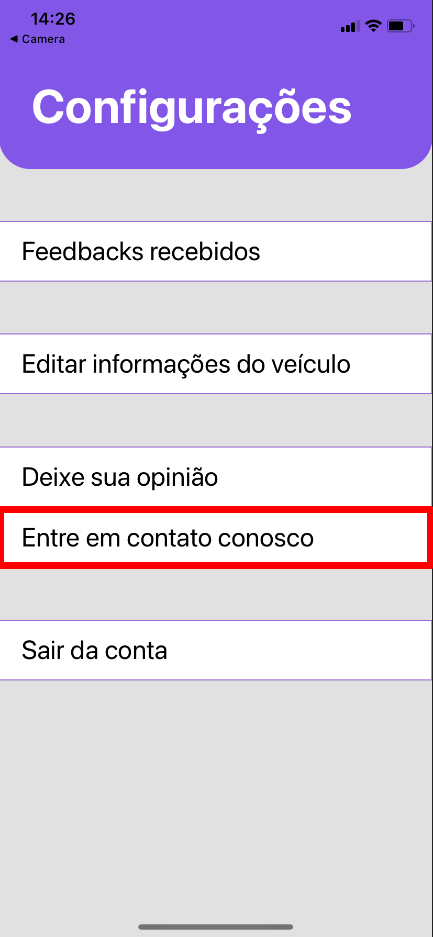 14:26
◀ Camera
Configurações
Feedbacks recebidos
Editar informações do veículo
Deixe sua opinião
Entre em contato conosco
Sair da conta